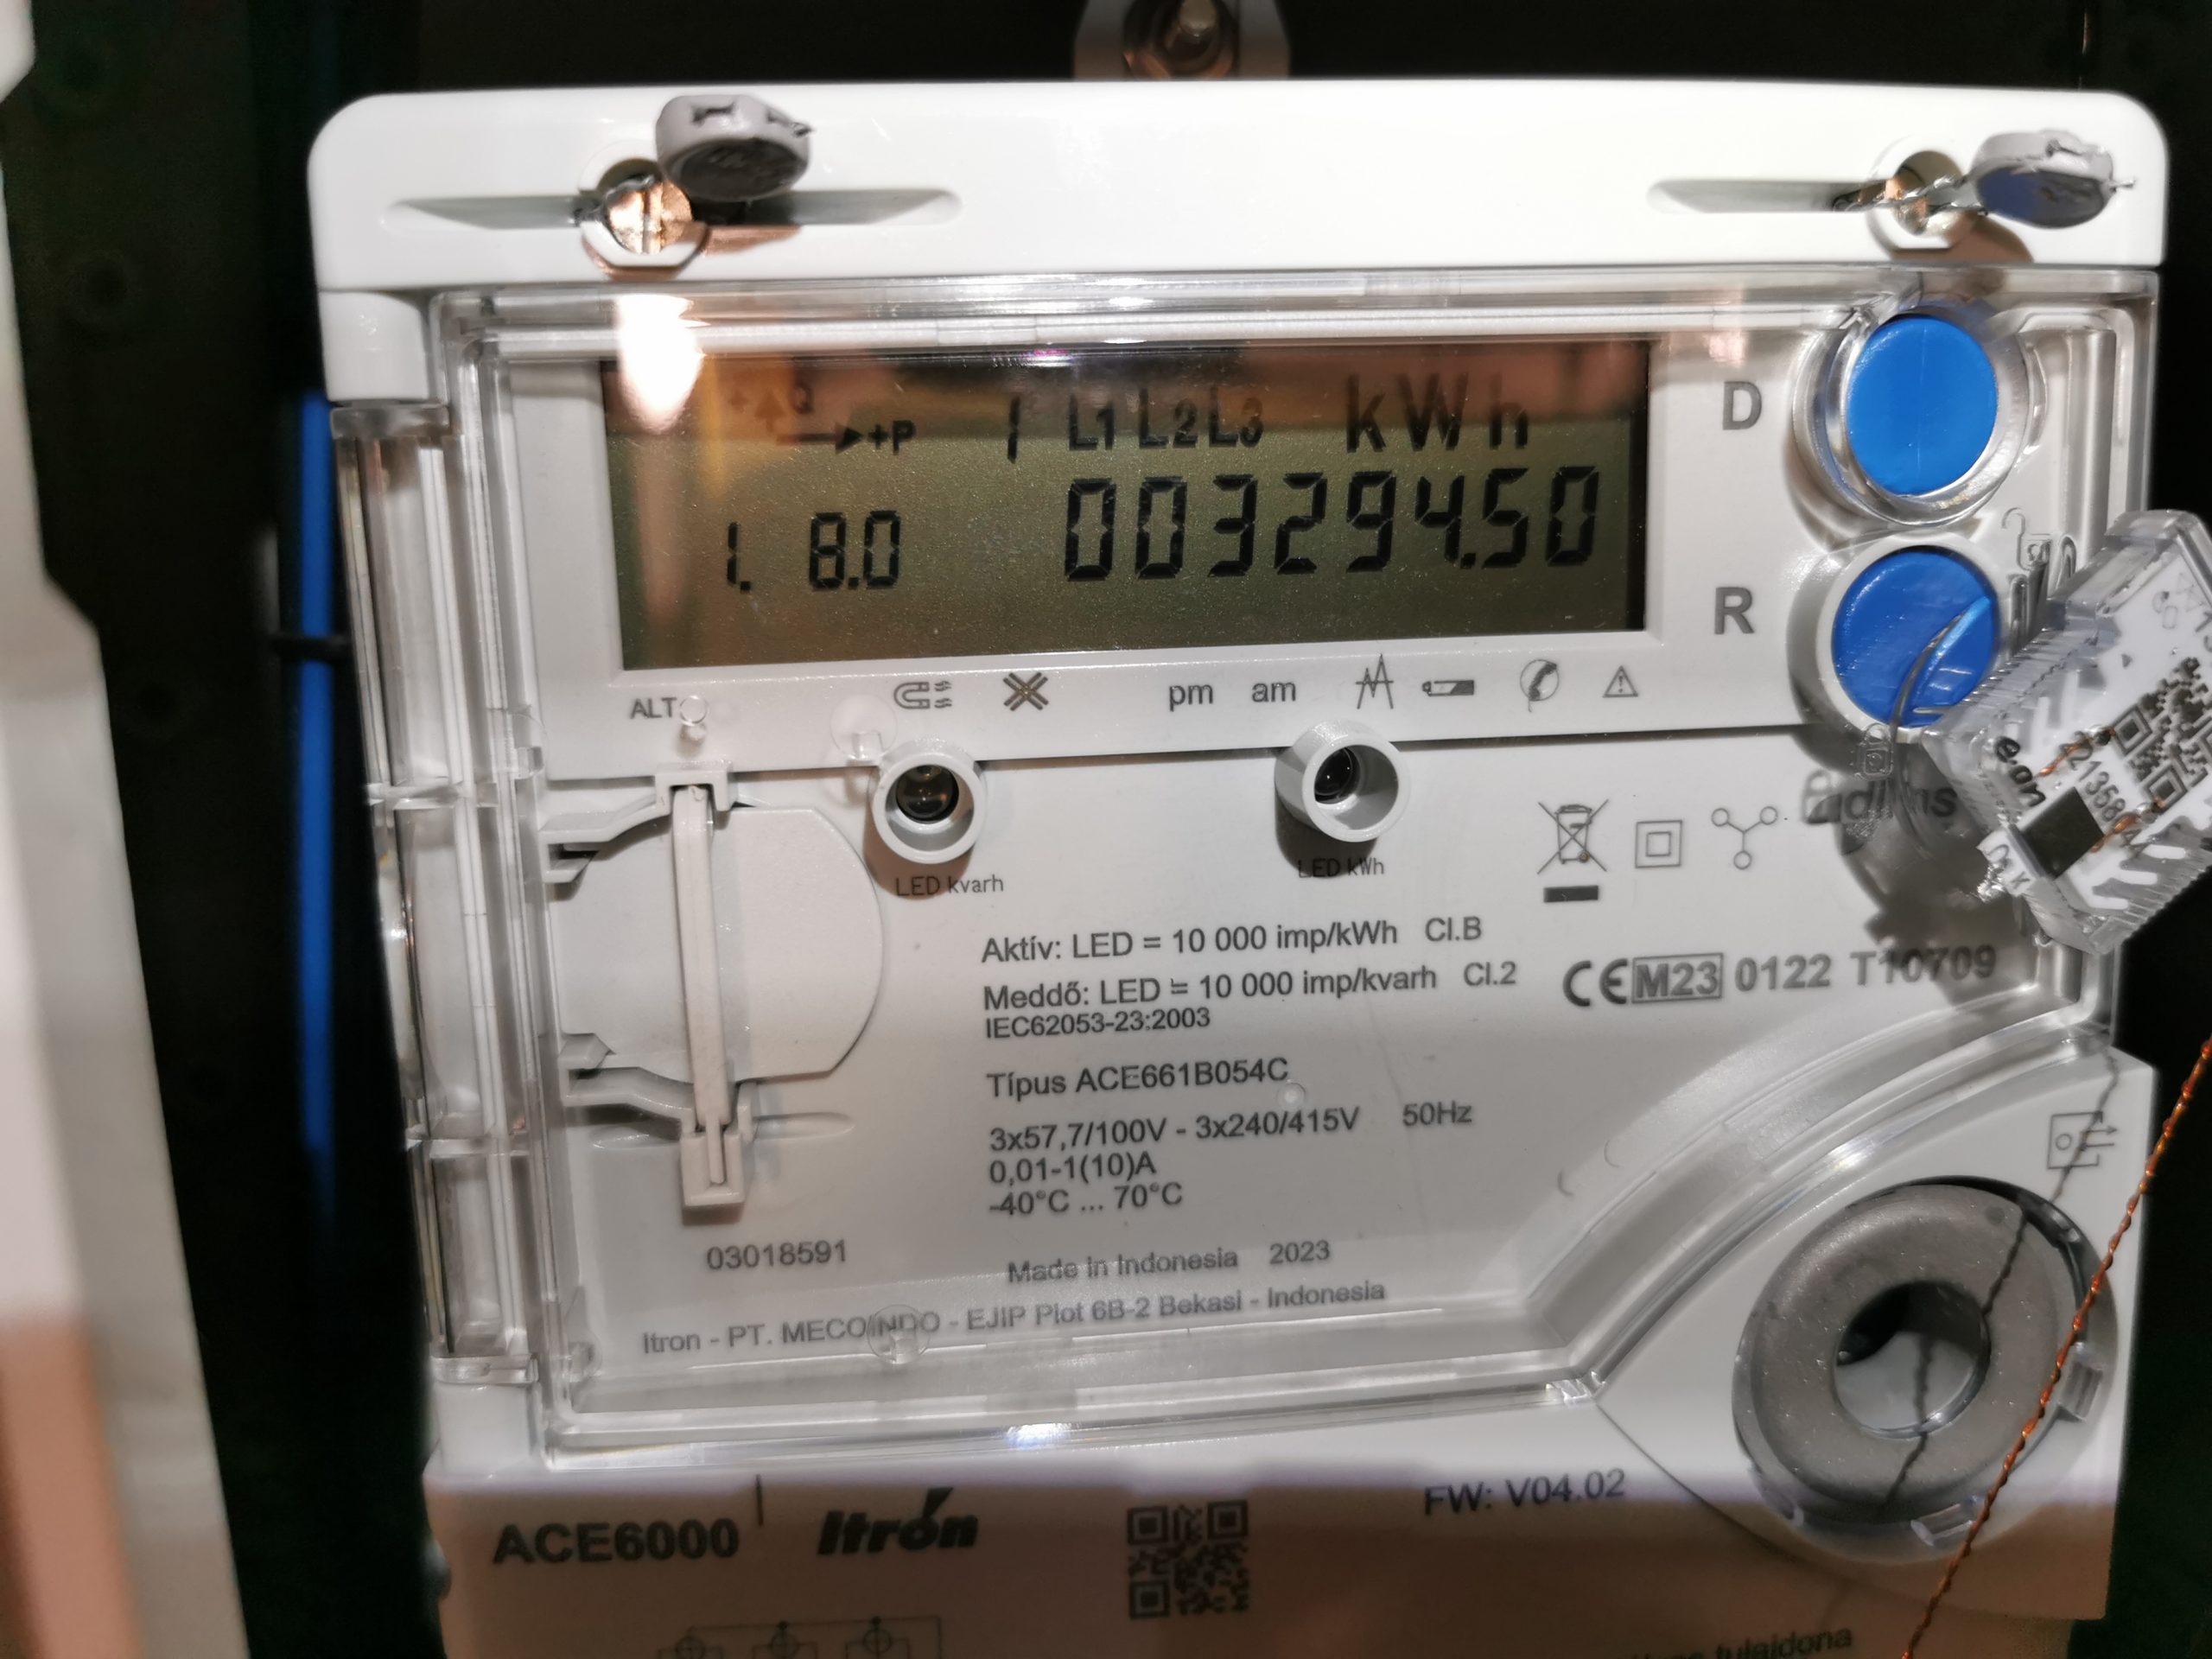 +Q
+P L1 L2 L3 kWh
1. 8.0 003294.50
D
R
ALT pm am
LED kvarh LED kWh
Aktív: LED = 10 000 imp/kWh Cl.B
Meddő: LED = 10 000 imp/kvarh Cl.2
IEC62053-23:2003
CE M23 0122 T10709
Típus ACE661B054C
3x57,7/100V - 3x240/415V 50Hz
0,01-1(10)A
-40°C ... 70°C
03018591
Made in Indonesia 2023
Itron - PT. MECOINDO - EJIP Plot 6B-2 Bekasi - Indonesia
e.on
ACE6000 Itrón FW: V04.02
tulajdona